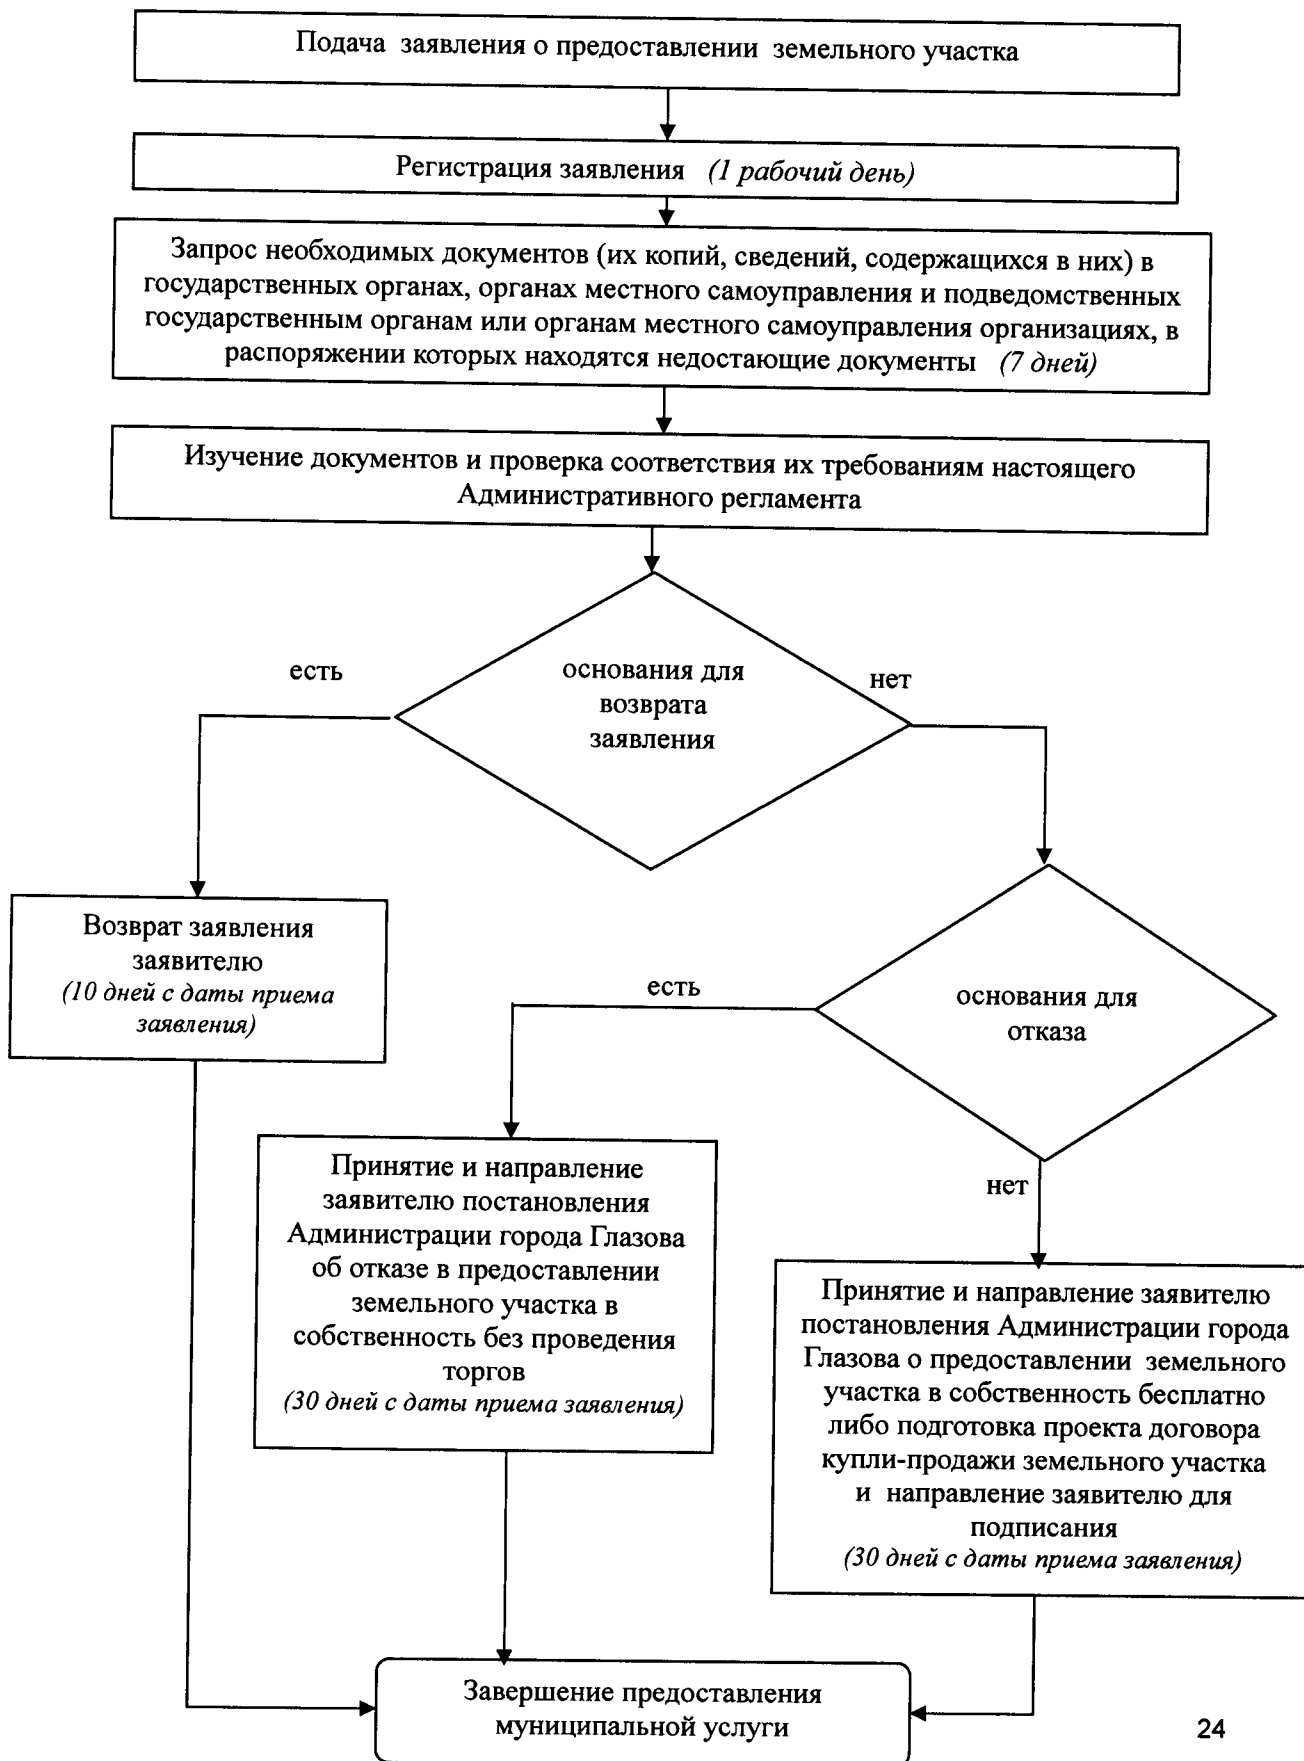 Подача заявления о предоставлении земельного участка
Регистрация заявления (1 рабочий день)
Запрос необходимых документов (их копий, сведений, содержащихся в них) в
государственных органах, органах местного самоуправления и подведомственных
государственным органам или органам местного самоуправления организациях, в
распоряжении которых находятся недостающие документы (7 дней)
Изучение документов и проверка соответствия их требованиям настоящего
Административного регламента
есть
основания для
возврата
заявления
нет
Возврат заявления
заявителю
(10 дней с даты приема
заявления)
есть
основания для
отказа
нет
Принятие и направление
заявителю постановления
Администрации города Глазова
об отказе в предоставлении
земельного участка в
собственность без проведения
торгов
(30 дней с даты приема заявления)
Принятие и направление заявителю
постановления Администрации города
Глазова о предоставлении земельного
участка в собственность бесплатно
либо подготовка проекта договора
купли-продажи земельного участка
и направление заявителю для
подписания
(30 дней с даты приема заявления)
Завершение предоставления
муниципальной услуги
24